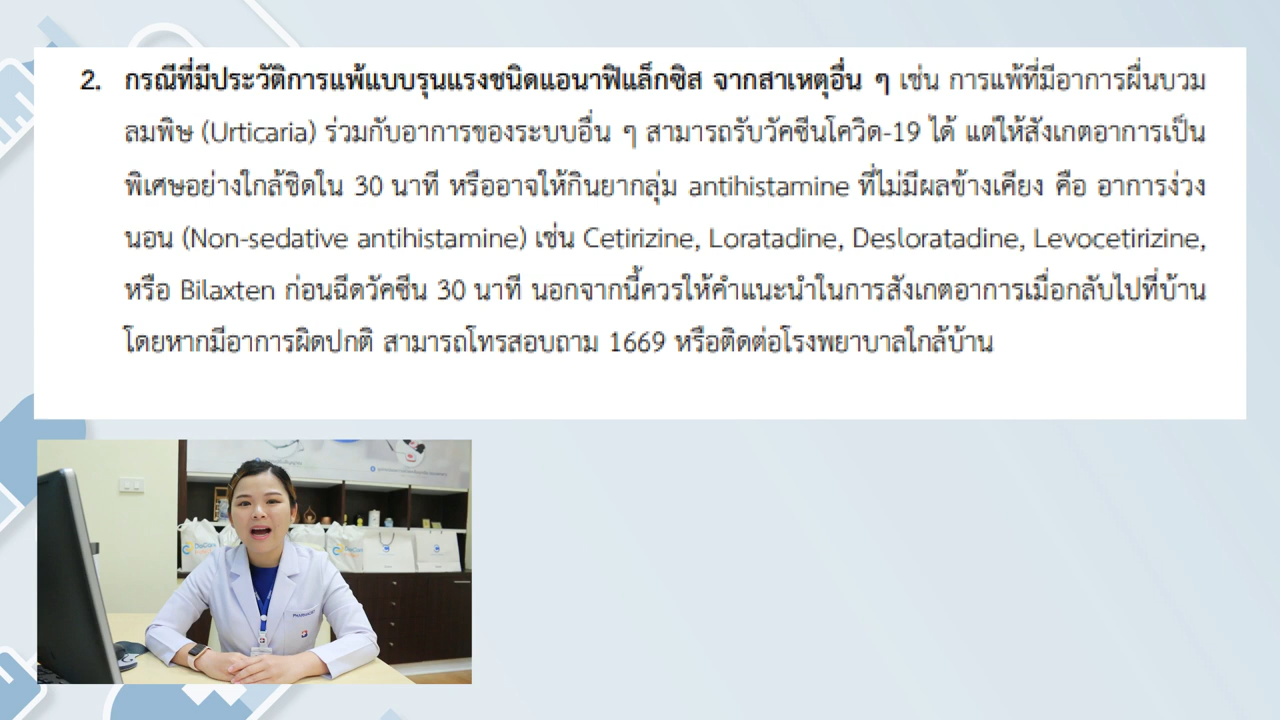 2. กรณีที่มีประวัติการแพ้แบบรุนแรงชนิดแอนาฟิแล็กซิส จากสาเหตุอื่น ๆ เช่น การแพ้ที่มีอาการผื่นบวม
ลมพิษ (Urticaria) ร่วมกับอาการของระบบอื่น ๆ สามารถรับวัคซีนโควิด-19 ได้ แต่ให้สังเกตอาการเป็น
พิเศษอย่างใกล้ชิดใน 30 นาที หรืออาจให้กินยากลุ่ม antihistamine ที่ไม่มีผลข้างเคียง คือ อาการง่วง
นอน (Non-sedative antihistamine) เช่น Cetirizine, Loratadine, Desloratadine, Levocetirizine,
หรือ Bilaxten ก่อนฉีดวัคซีน 30 นาที นอกจากนี้ควรให้คำแนะนำในการสังเกตอาการเมื่อกลับไปที่บ้าน
โดยหากมีอาการผิดปกติ สามารถโทรสอบถาม 1669 หรือติดต่อโรงพยาบาลใกล้บ้าน